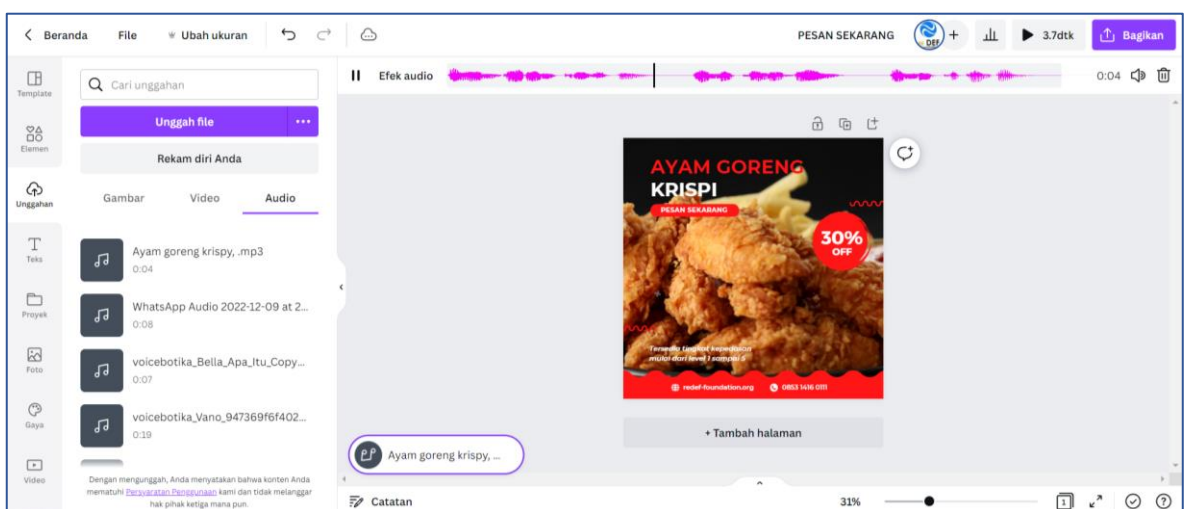 Beranda File Ubah ukuran PESAN SEKARANG DEF + 3.7dtk Bagikan
Template
Elemen
Unggahan
Teks
Proyek
Foto
Gaya
Video
Cari unggahan
Unggah file
Rekam diri Anda
Gambar Video Audio
Ayam goreng krispy, .mp3
0:04
WhatsApp Audio 2022-12-09 at 2...
0:08
voicebotika_Bella_Apa_Itu_Copy...
0:07
voicebotika_Vano_947369f6f402...
0:19
Dengan mengunggah, Anda menyatakan bahwa konten Anda
mematuhi Persyaratan Penggunaan kami dan tidak melanggar
hak pihak ketiga mana pun.
Efek audio 0:04
AYAM GORENG
KRISPI
PESAN SEKARANG
30%
OFF
Tersedia tingkat kepedasan
mulai dari level 1 sampai 5
redef-foundation.org 0853 1416 0111
+ Tambah halaman
Ayam goreng krispy, ...
Catatan 31% 1 ?